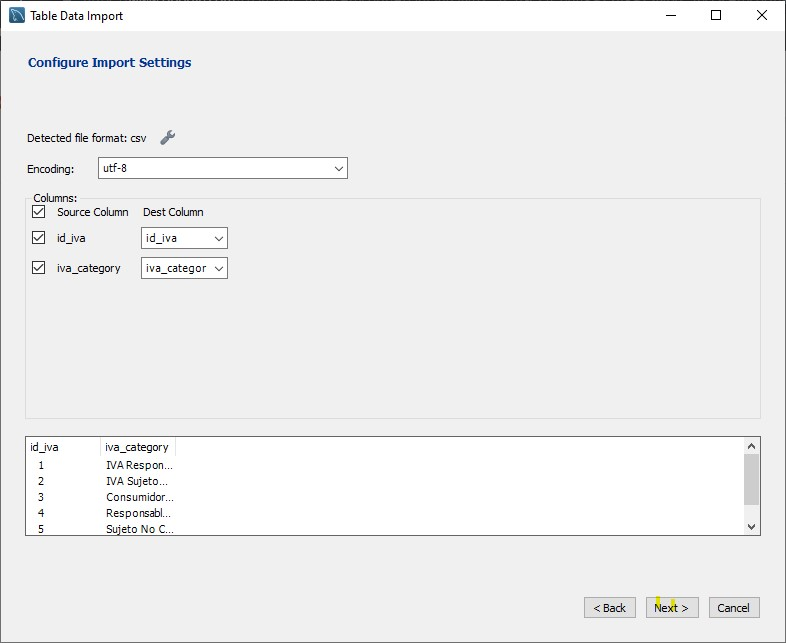 Table Data Import
Configure Import Settings
Detected file format: csv
Encoding: utf-8
Columns:
Source Column Dest Column
id_iva id_iva
iva_category iva_categor
id_iva iva_category
1 IVA Respon...
2 IVA Sujeto...
3 Consumidor...
4 Responsabl...
5 Sujeto No C...
< Back Next > Cancel